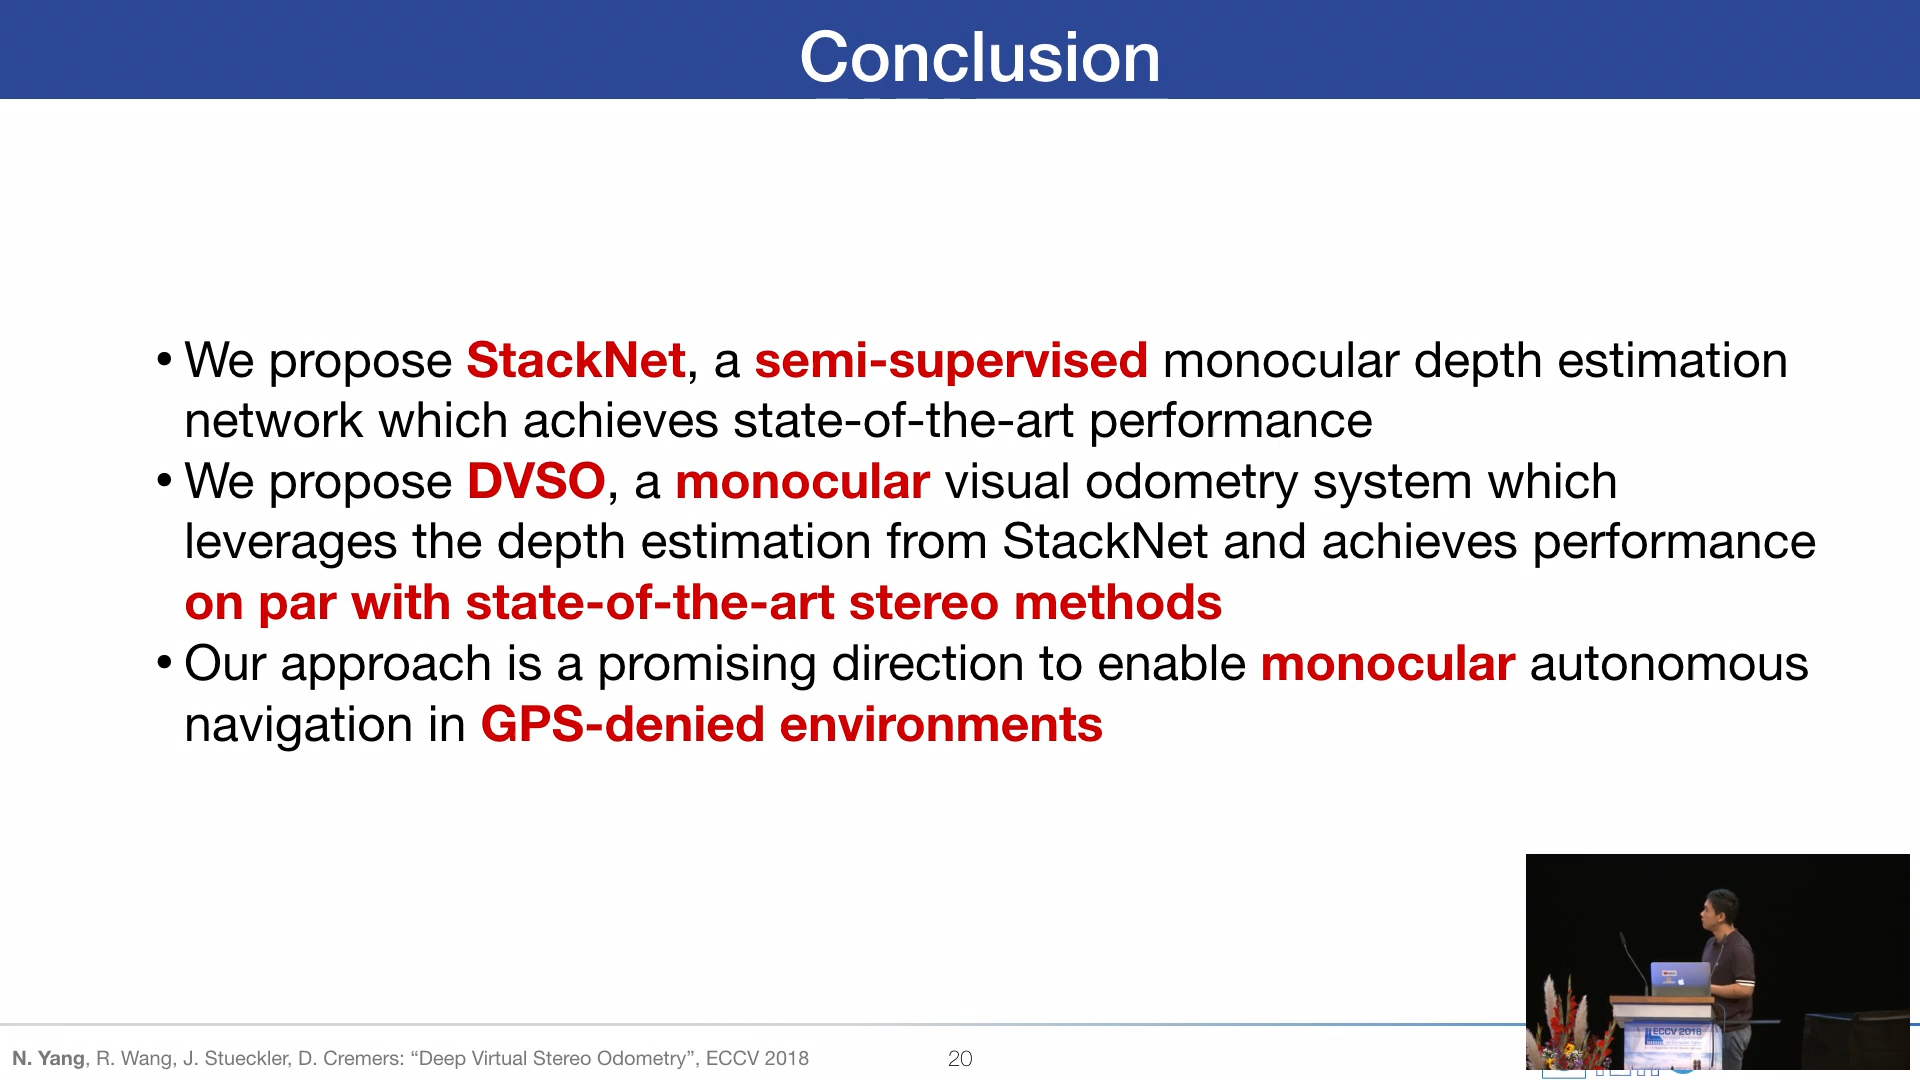 Conclusion
• We propose StackNet, a semi-supervised monocular depth estimation
network which achieves state-of-the-art performance
• We propose DVSO, a monocular visual odometry system which
leverages the depth estimation from StackNet and achieves performance
on par with state-of-the-art stereo methods
• Our approach is a promising direction to enable monocular autonomous
navigation in GPS-denied environments
ECCV 2018
N. Yang, R. Wang, J. Stueckler, D. Cremers: “Deep Virtual Stereo Odometry”, ECCV 2018
20